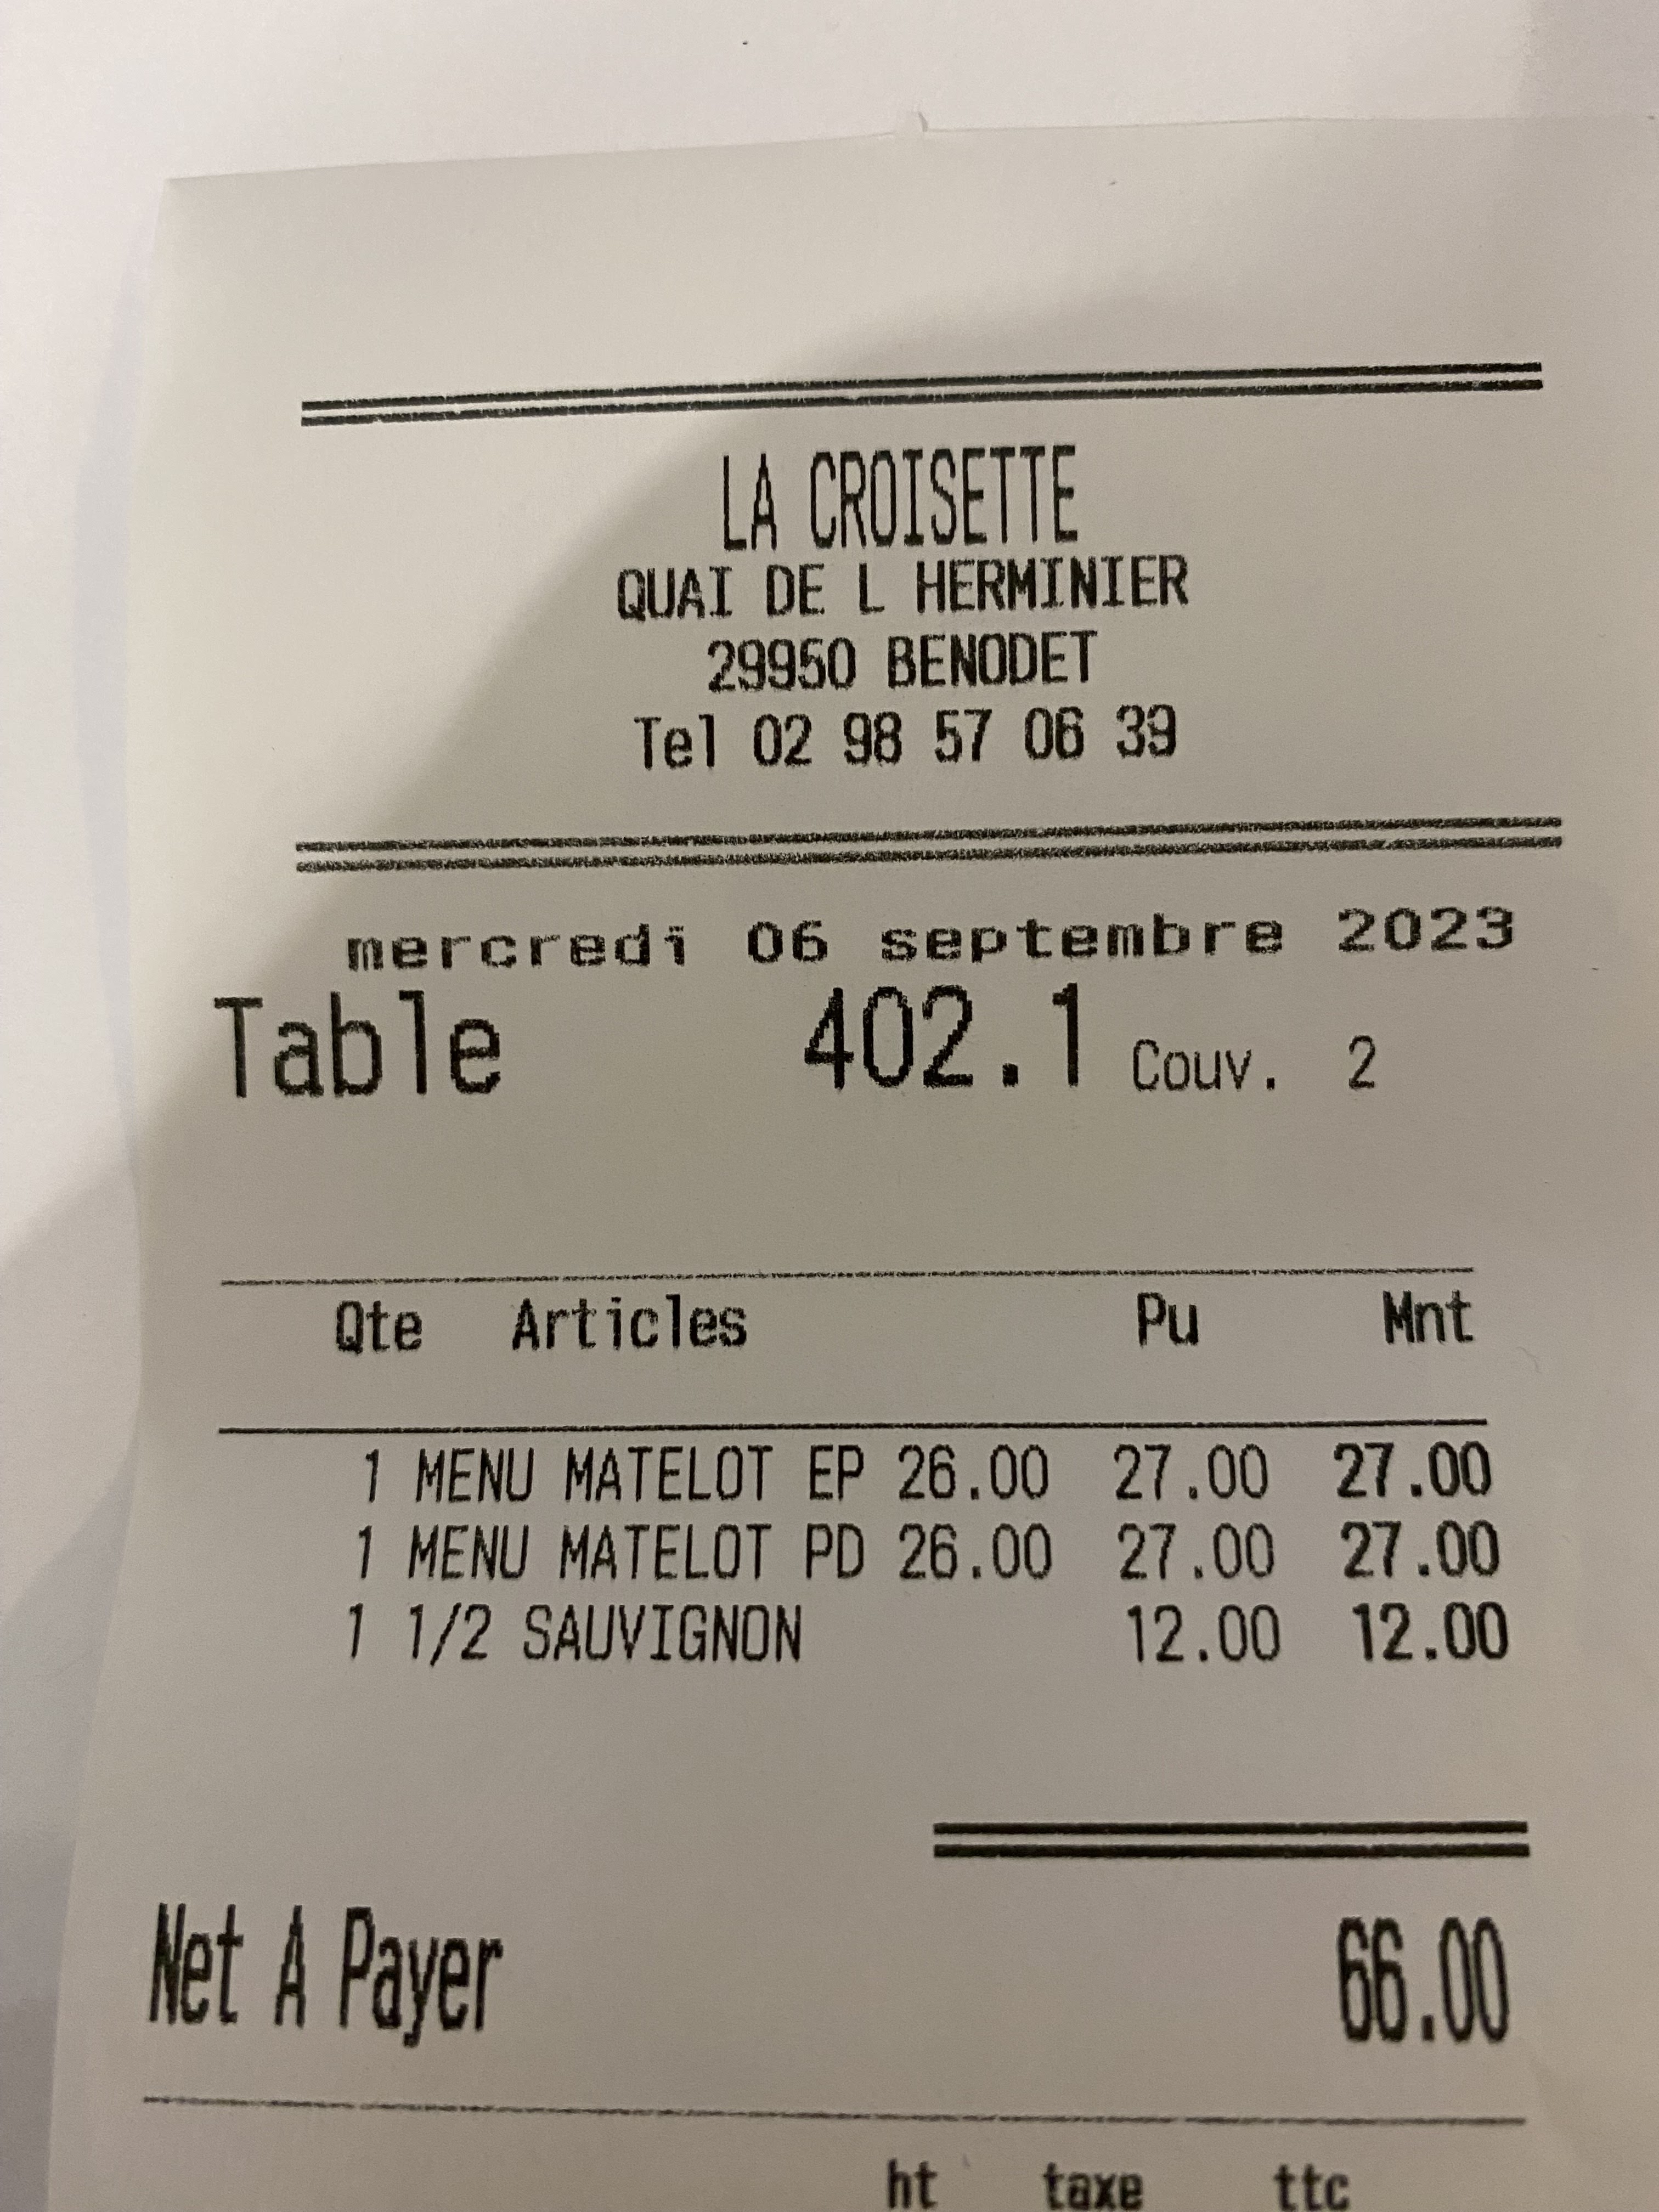 LA CROISETTE
QUAI DE L HERMINIER
29950 BENODET
Tel 02 98 57 06 39
mercredi 06 septembre 2023
Table 402.1 Couv. 2
Qte Articles Pu Mnt
1 MENU MATELOT EP 26.00 27.00 27.00
1 MENU MATELOT PD 26.00 27.00 27.00
1 1/2 SAUVIGNON 12.00 12.00
Net A Payer 66.00
ht taxe ttc